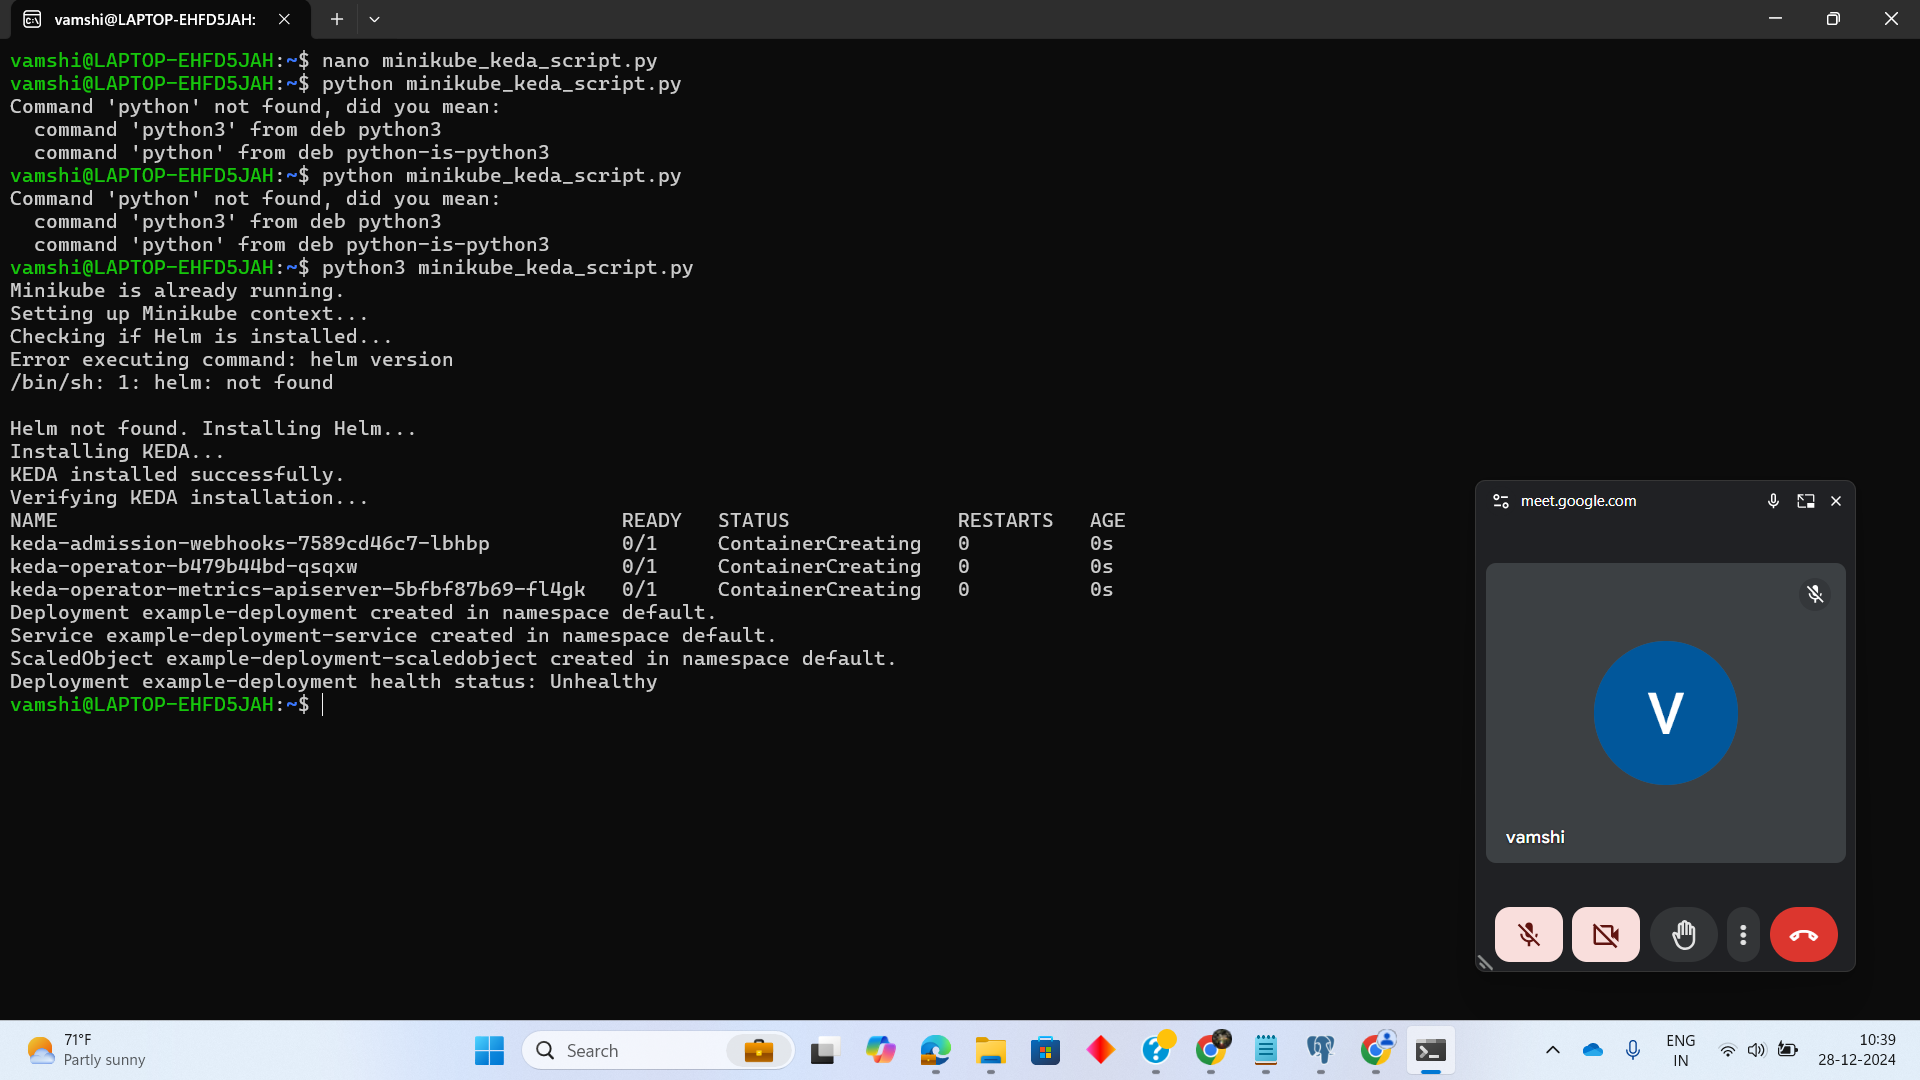 vamshi@LAPTOP-EHFD5JAH:
vamshi@LAPTOP-EHFD5JAH:~$ nano minikube_keda_script.py
vamshi@LAPTOP-EHFD5JAH:~$ python minikube_keda_script.py
Command 'python' not found, did you mean:
  command 'python3' from deb python3
  command 'python' from deb python-is-python3
vamshi@LAPTOP-EHFD5JAH:~$ python minikube_keda_script.py
Command 'python' not found, did you mean:
  command 'python3' from deb python3
  command 'python' from deb python-is-python3
vamshi@LAPTOP-EHFD5JAH:~$ python3 minikube_keda_script.py
Minikube is already running.
Setting up Minikube context...
Checking if Helm is installed...
Error executing command: helm version
/bin/sh: 1: helm: not found
Helm not found. Installing Helm...
Installing KEDA...
KEDA installed successfully.
Verifying KEDA installation...
NAME READY STATUS RESTARTS AGE
keda-admission-webhooks-7589cd46c7-lbhbp 0/1 ContainerCreating 0 0s
keda-operator-b479b44bd-qsqxw 0/1 ContainerCreating 0 0s
keda-operator-metrics-apiserver-5bfbf87b69-fl4gk 0/1 ContainerCreating 0 0s
Deployment example-deployment created in namespace default.
Service example-deployment-service created in namespace default.
ScaledObject example-deployment-scaledobject created in namespace default.
Deployment example-deployment health status: Unhealthy
vamshi@LAPTOP-EHFD5JAH:~$
meet.google.com
V
vamshi
71°F
Partly sunny
Search
ENG
IN
10:39
28-12-2024